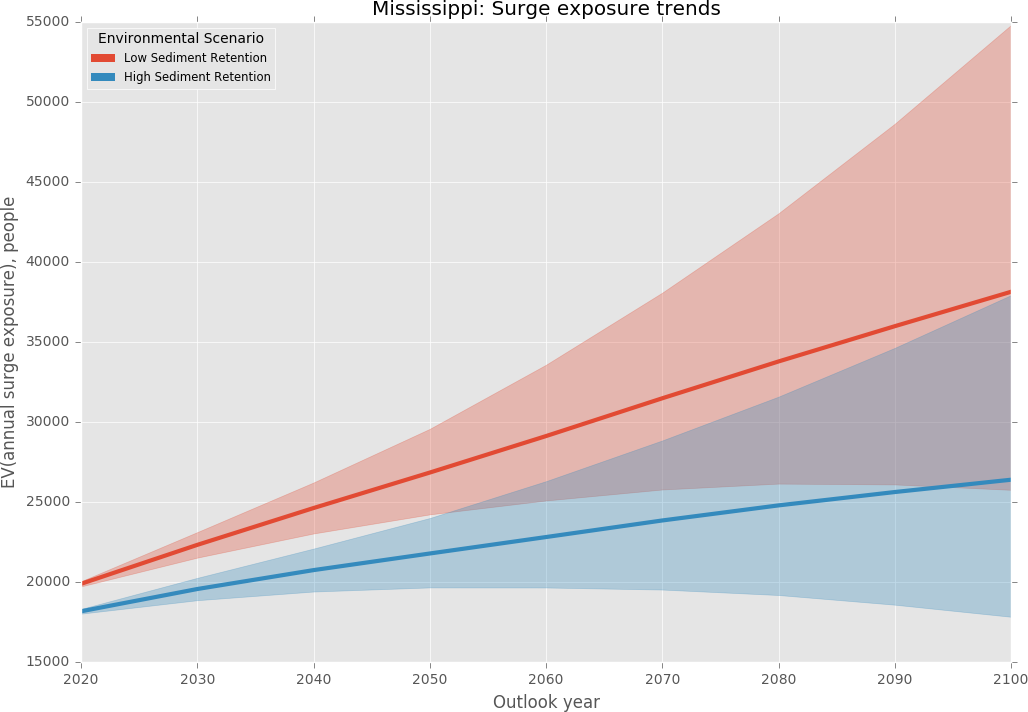 Mississippi: Surge exposure trends
Environmental Scenario
Low Sediment Retention
High Sediment Retention
EV(annual surge exposure), people
55000
50000
45000
40000
35000
30000
25000
20000
15000
2020 2030 2040 2050 2060 2070 2080 2090 2100
Outlook year